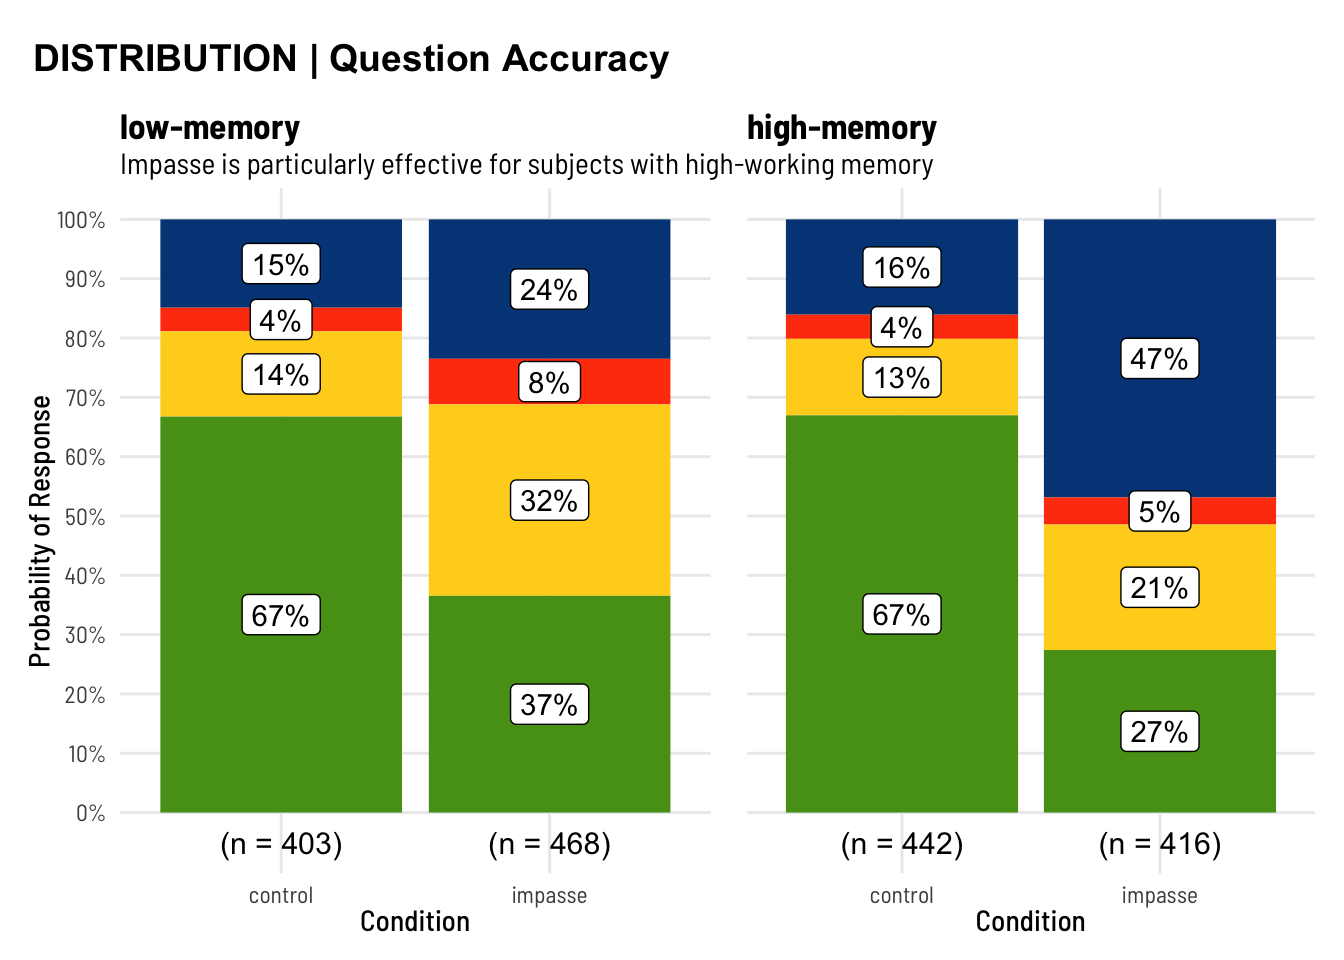 DISTRIBUTION | Question Accuracy
low-memory
Impasse is particularly effective for subjects with high-working memory
Probability of Response
100%
90%
80%
70%
60%
50%
40%
30%
20%
10%
0%
15%
4%
14%
67%
(n = 403)
control
24%
8%
32%
37%
(n = 468)
impasse
Condition
high-memory
16%
4%
13%
67%
(n = 442)
control
47%
5%
21%
27%
(n = 416)
impasse
Condition